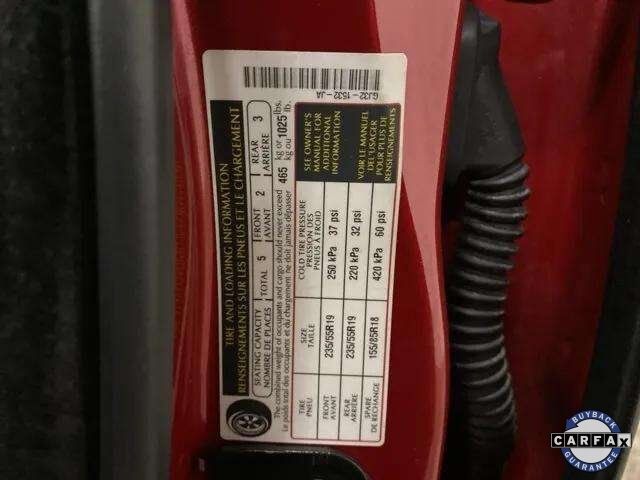 GJ32-1532-JA
TIRE AND LOADING INFORMATION
RENSEIGNEMENTS SUR LES PNEUS ET LE CHARGEMENT
SEATING CAPACITY TOTAL 5 FRONT 2 REAR 3
NOMBRE DE PLACES AVANT ARRIÈRE
The combined weight of occupants and cargo should never exceed 465 kg or 1025 lbs.
Le poids total des occupants et du chargement ne doit jamais dépasser kg ou lb.
TIRE SIZE COLD TIRE PRESSURE
PNEU TAILLE PRESSION DES
PNEUS À FROID
FRONT 235/55R19 250 kPa 37 psi
AVANT
REAR 235/55R19 220 kPa 32 psi
ARRIÈRE
SPARE 155/85R18 420 kPa 60 psi
DE RECHANGE
SEE OWNER'S
MANUAL FOR
ADDITIONAL
INFORMATION
VOIR LE MANUEL
DE L'USAGER
POUR PLUS DE
RENSEIGNEMENTS
BUYBACK
CARFAX
GUARANTEE